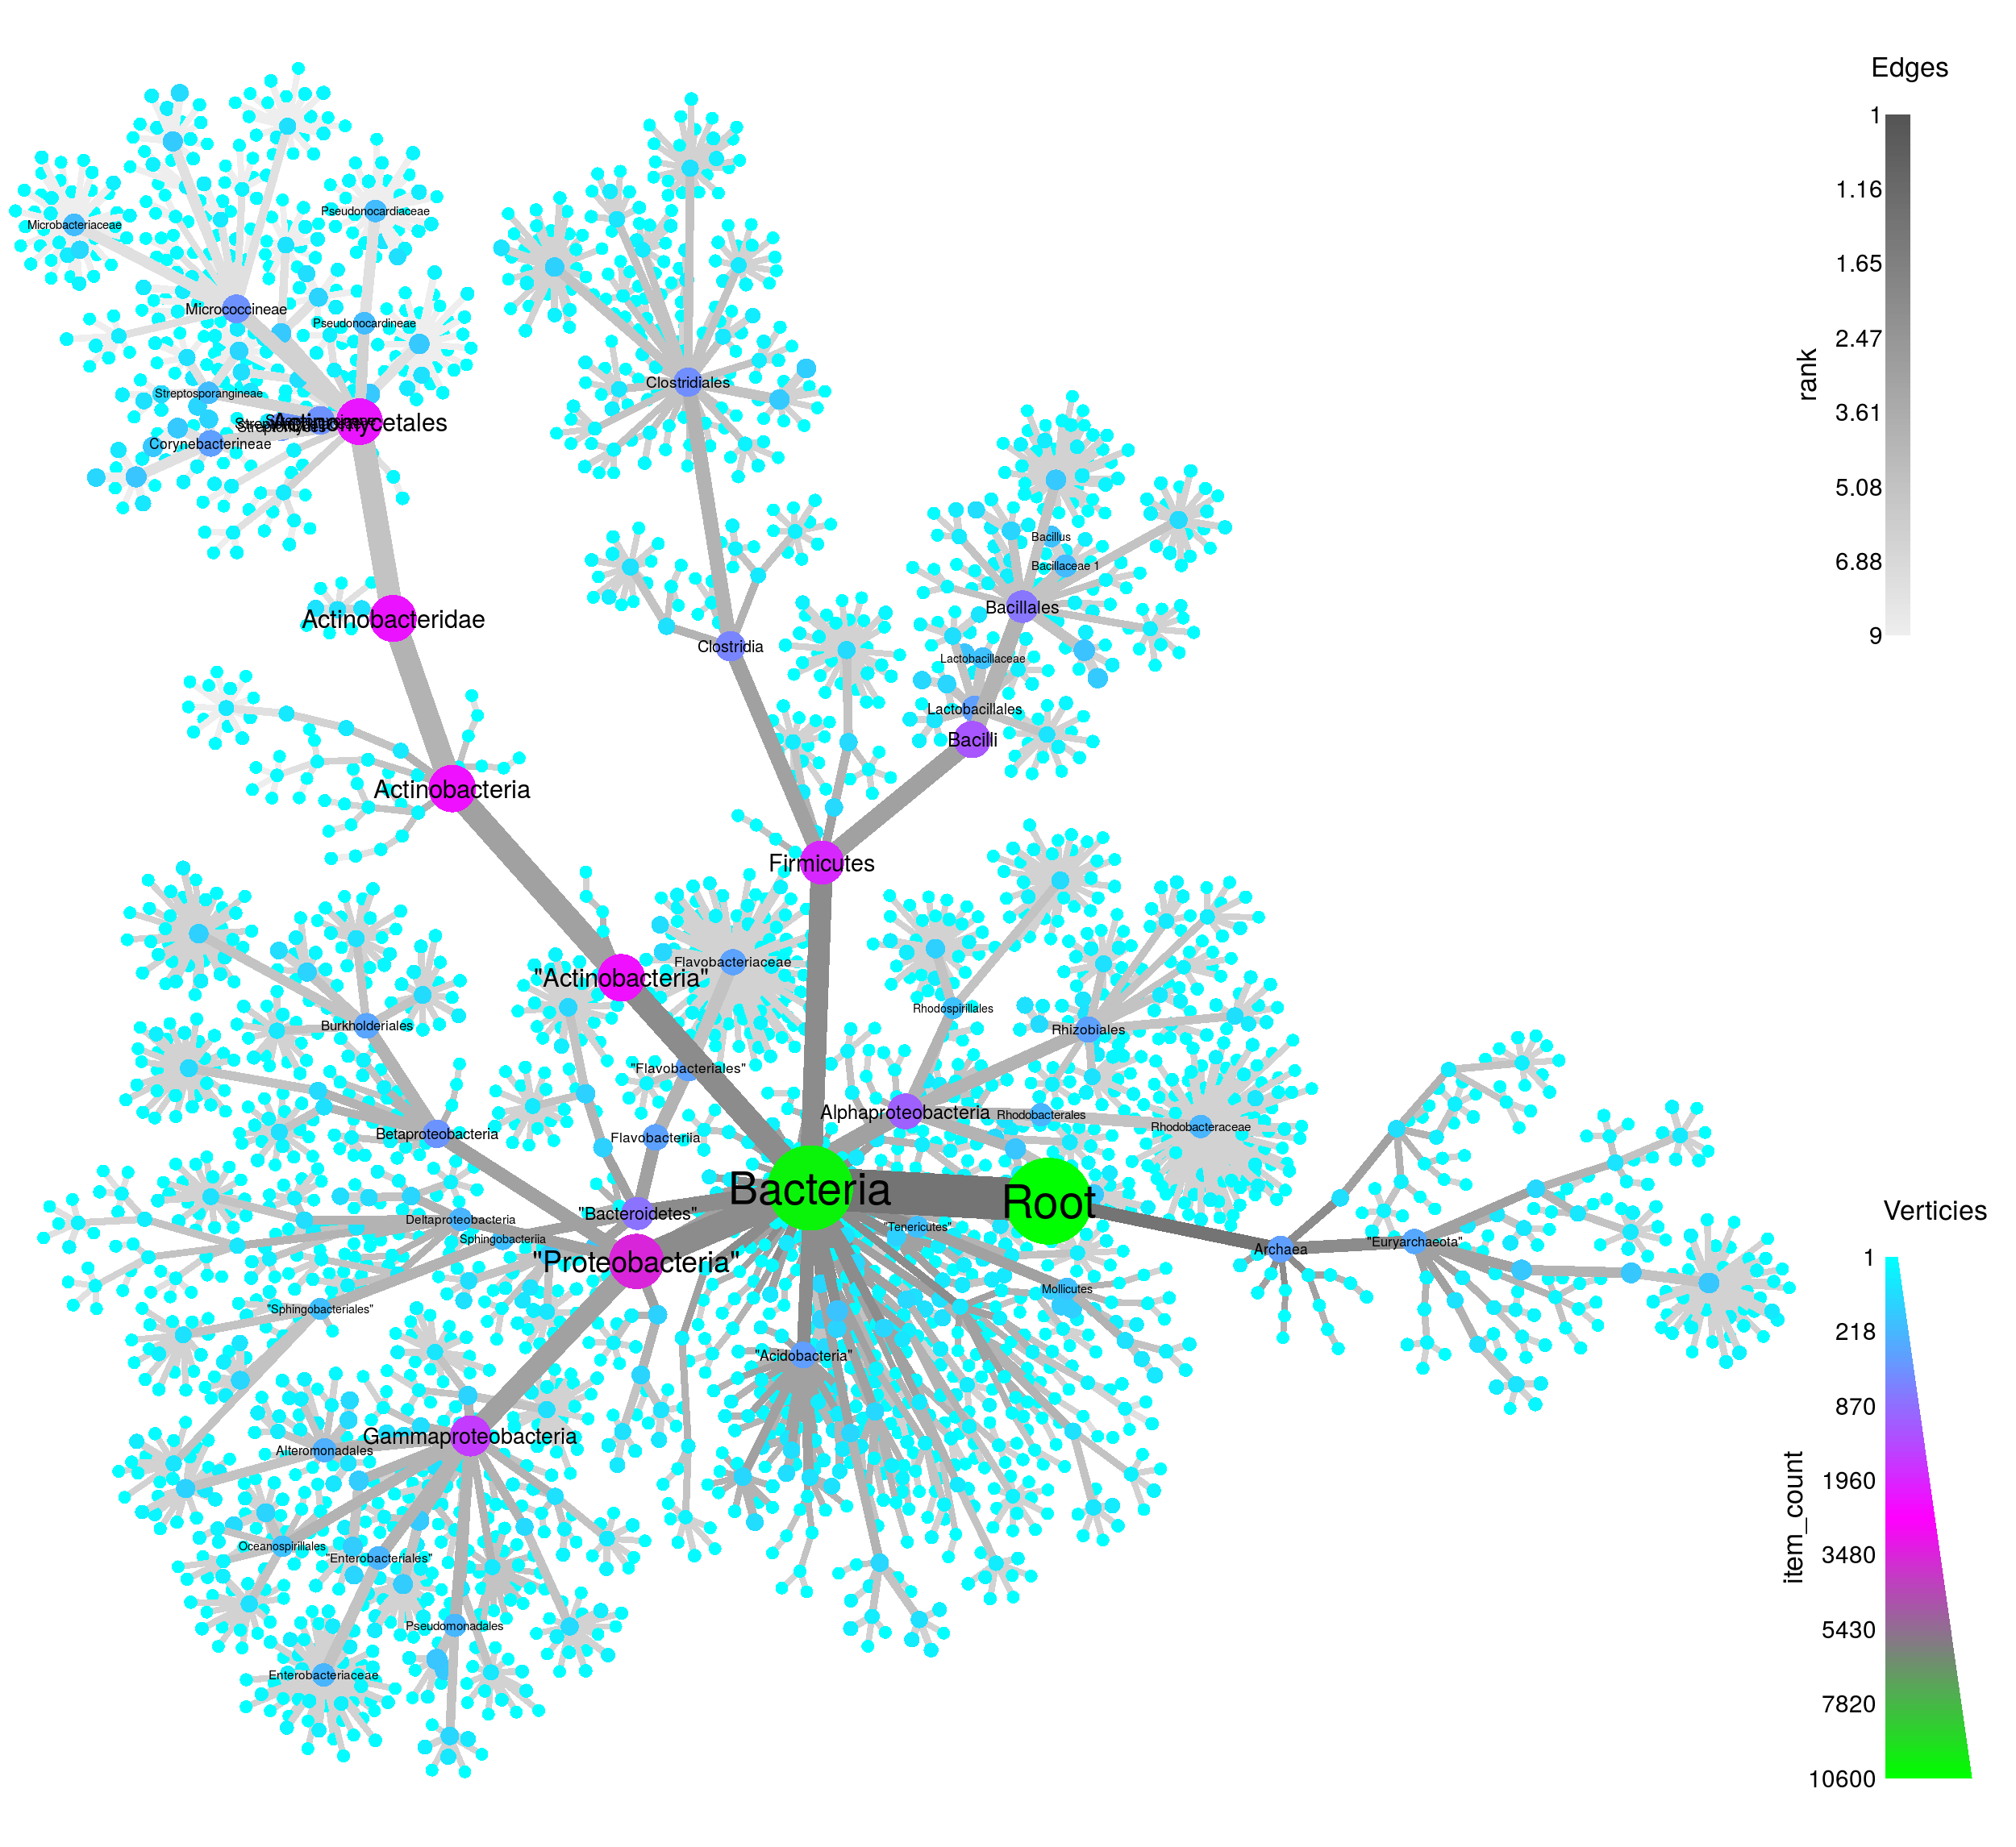 Edges
1
1.16
1.65
2.47
3.61
5.08
6.88
9
rank
Microbacteriaceae
Pseudonocardiaceae
Micrococcineae
Pseudonocardineae
Streptosporangineae
Actinomycetales
Corynebacterineae
Clostridiales
Bacillus
Bacillaceae 1
Bacillales
Actinobacteridae
Clostridia
Lactobacillaceae
Lactobacillales
Bacilli
Actinobacteria
Firmicutes
Flavobacteriaceae
"Actinobacteria"
Rhodospirillales
Burkholderiales
Rhizobiales
"Flavobacteriales"
Alphaproteobacteria
Rhodobacterales
Rhodobacteraceae
Betaproteobacteria
Flavobacteriia
Bacteria
Root
"Bacteroidetes"
Deltaproteobacteria
"Tenericutes"
Sphingobacteriia
Archaea
"Euryarchaeota"
"Proteobacteria"
Mollicutes
"Sphingobacteriales"
"Acidobacteria"
Gammaproteobacteria
Alteromonadales
Oceanospirillales
"Enterobacteriales"
Pseudomonadales
Enterobacteriaceae
Verticies
1
218
870
1960
3480
5430
7820
10600
item_count